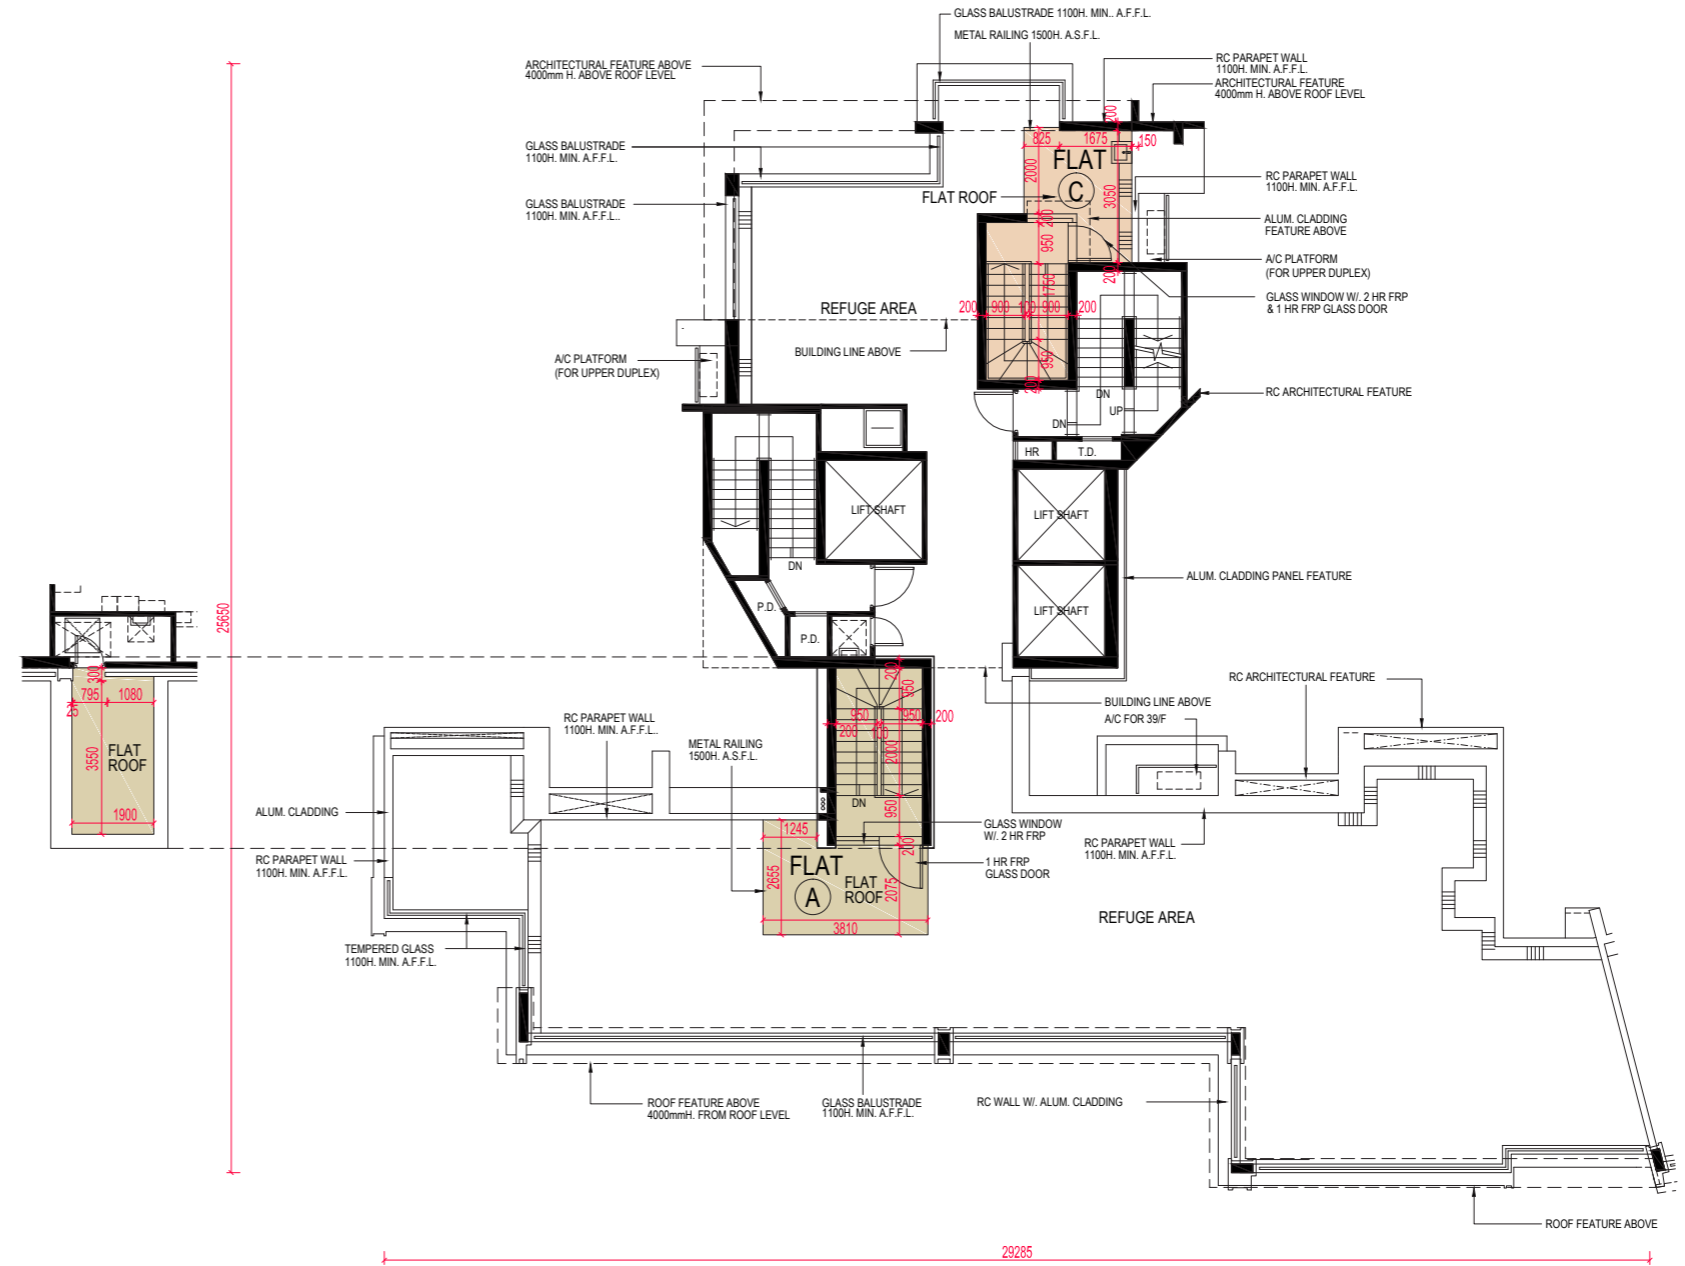 GLASS BALUSTRADE 1100H. MIN.. A.F.F.L.
METAL RAILING 1500H. A.S.F.L.
ARCHITECTURAL FEATURE ABOVE
4000mm H. ABOVE ROOF LEVEL
RC PARAPET WALL
1100H. MIN. A.F.F.L.
ARCHITECTURAL FEATURE
4000mm H. ABOVE ROOF LEVEL
200
825
1675
150
GLASS BALUSTRADE
1100H. MIN. A.F.F.L.
FLAT
C
2000
3050
RC PARAPET WALL
1100H. MIN. A.F.F.L.
FLAT ROOF
GLASS BALUSTRADE
1100H. MIN. A.F.F.L..
200
ALUM. CLADDING
FEATURE ABOVE
950
A/C PLATFORM
(FOR UPPER DUPLEX)
200
1750
GLASS WINDOW W/. 2 HR FRP
& 1 HR FRP GLASS DOOR
REFUGE AREA
200
900
100
900
200
BUILDING LINE ABOVE
A/C PLATFORM
(FOR UPPER DUPLEX)
950
200
DN
UP
DN
RC ARCHITECTURAL FEATURE
HR
T.D.
LIFT SHAFT
LIFT SHAFT
DN
ALUM. CLADDING PANEL FEATURE
P.D.
P.D.
LIFT SHAFT
25650
300
795
1080
3550
FLAT
ROOF
1900
200
950
RC ARCHITECTURAL FEATURE
BUILDING LINE ABOVE
A/C FOR 39/F
RC PARAPET WALL
1100H. MIN. A.F.F.L..
950
950
200
200
100
METAL RAILING
1500H. A.S.F.L.
2000
DN
950
ALUM. CLADDING
GLASS WINDOW
W/. 2 HR FRP
1245
200
RC PARAPET WALL
1100H. MIN. A.F.F.L.
RC PARAPET WALL
1100H. MIN. A.F.F.L.
1 HR FRP
GLASS DOOR
FLAT
A
2655
FLAT
ROOF
2075
3810
REFUGE AREA
TEMPERED GLASS
1100H. MIN. A.F.F.L.
ROOF FEATURE ABOVE
4000mmH. FROM ROOF LEVEL
GLASS BALUSTRADE
1100H. MIN. A.F.F.L.
RC WALL W/. ALUM. CLADDING
ROOF FEATURE ABOVE
29285